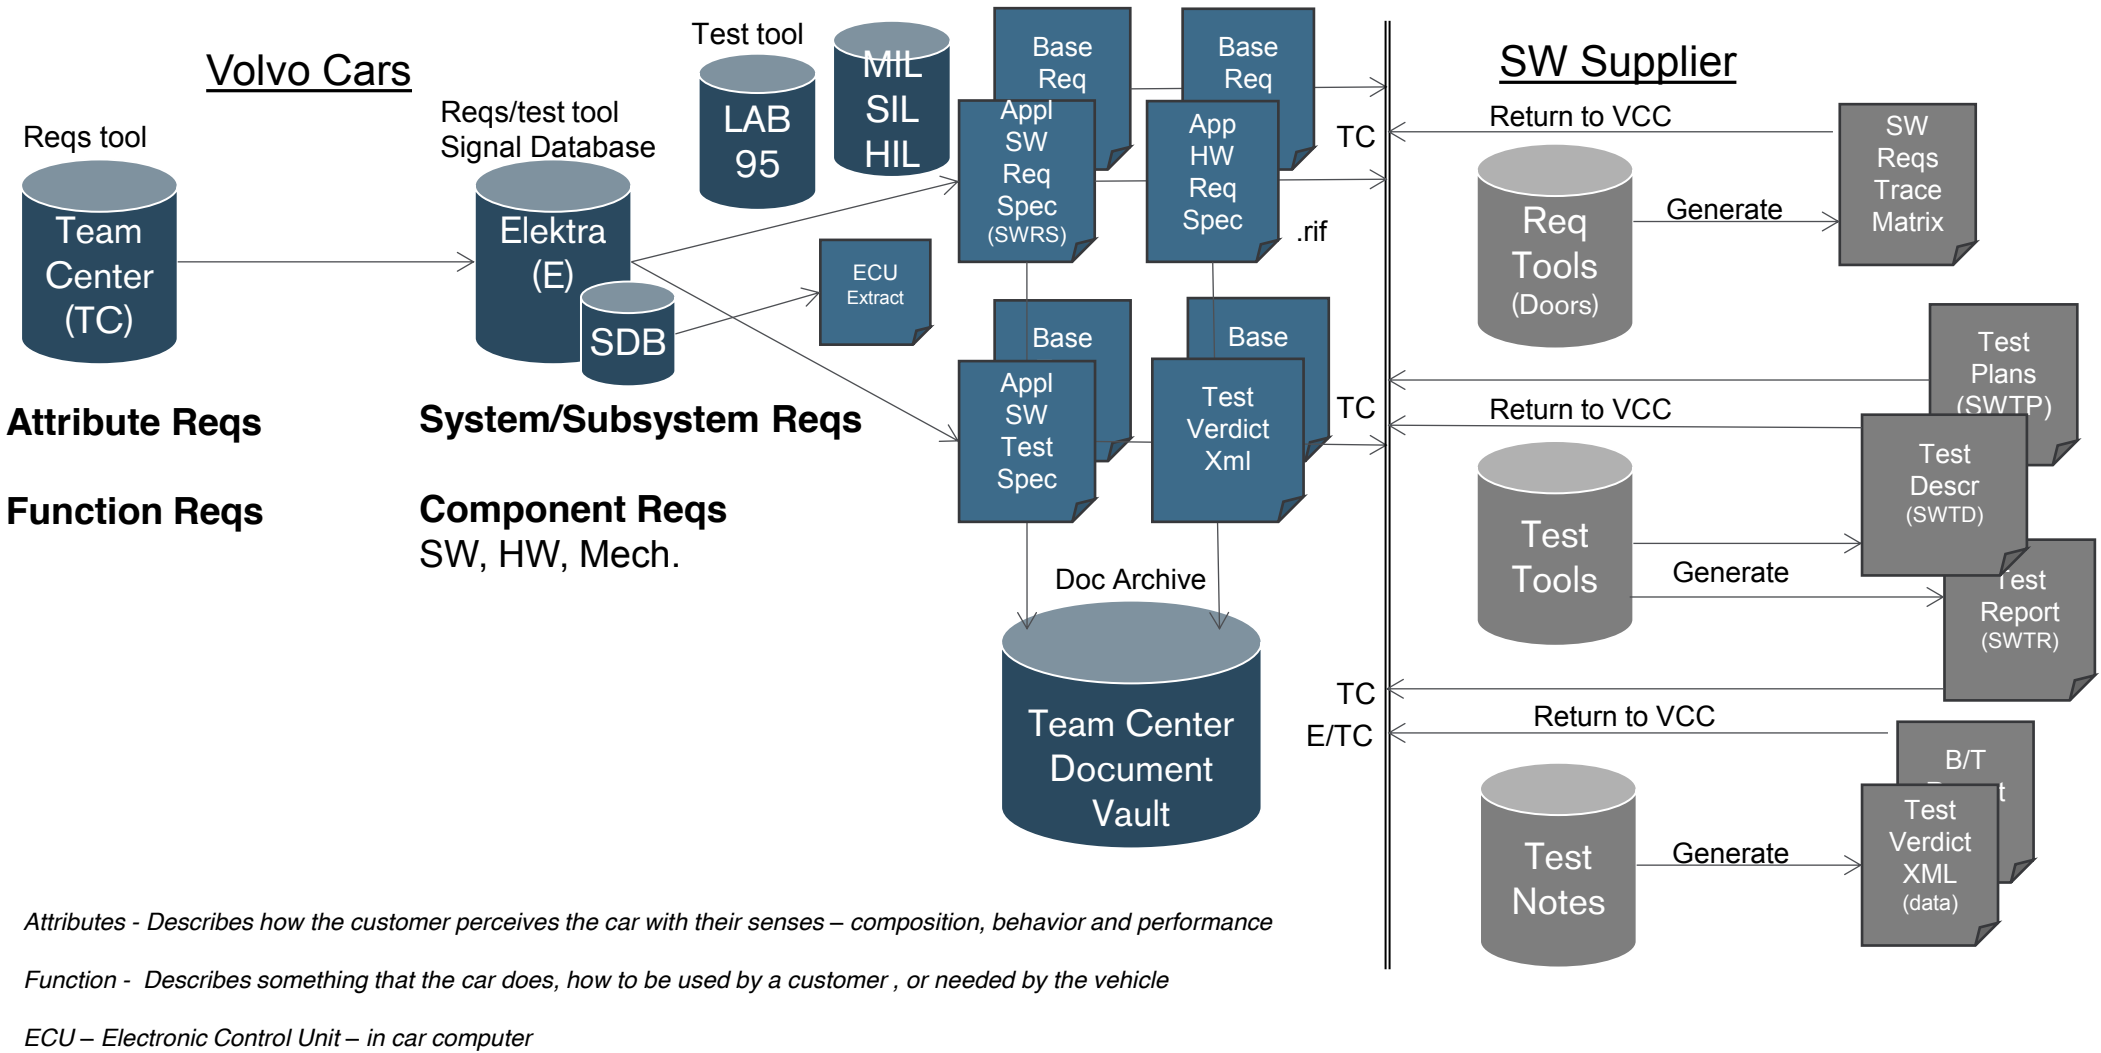 Volvo Cars
Reqs tool
Team
Center
(TC)
Reqs/test tool
Signal Database
Elektra
(E)
SDB
Test tool
LAB
95
MIL
SIL
HIL
Base
Req
Appl
SW
Req
Spec
(SWRS)
Base
Req
App
HW
Req
Spec
.rif
ECU
Extract
Base
Appl
SW
Test
Spec
Base
Test
Verdict
Xml
Attribute Reqs
Function Reqs
System/Subsystem Reqs
Component Reqs
SW, HW, Mech.
Doc Archive
Team Center
Document
Vault
TC
TC
TC
E/TC
SW Supplier
Return to VCC
SW
Reqs
Trace
Matrix
Req
Tools
(Doors)
Generate
Test
Plans
(SWTP)
Return to VCC
Test
Descr
(SWTD)
Test
Tools
Generate
Test
Report
(SWTR)
Return to VCC
B/T
Test
Verdict
XML
(data)
Test
Notes
Generate
Attributes - Describes how the customer perceives the car with their senses – composition, behavior and performance
Function -  Describes something that the car does, how to be used by a customer , or needed by the vehicle
ECU – Electronic Control Unit – in car computer